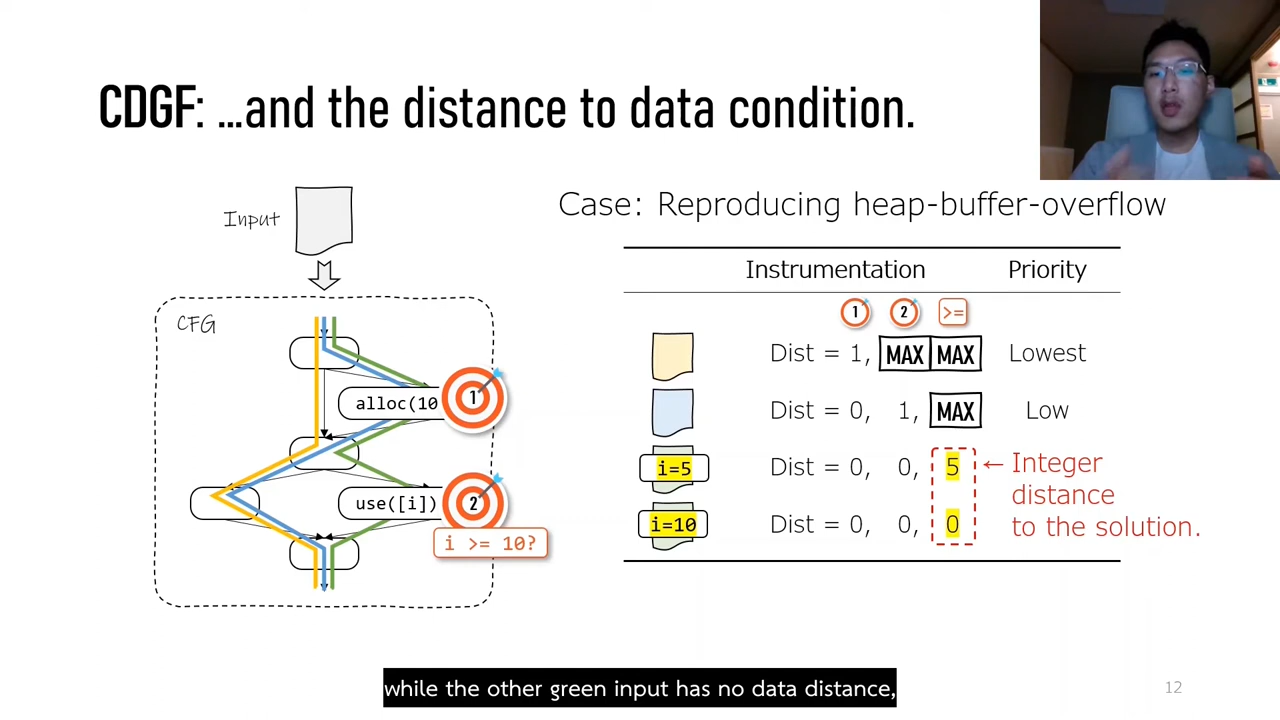 CDGF: …and the distance to data condition.
Input
CFG
alloc(10
1
use([i])
2
i >= 10?
Case: Reproducing heap-buffer-overflow
Instrumentation Priority
1 2 >=
Dist = 1, MAX MAX Lowest
Dist = 0, 1, MAX Low
i=5 Dist = 0, 0, 5 ← Integer
distance
i=10 Dist = 0, 0, 0 to the solution.
while the other green input has no data distance,
12